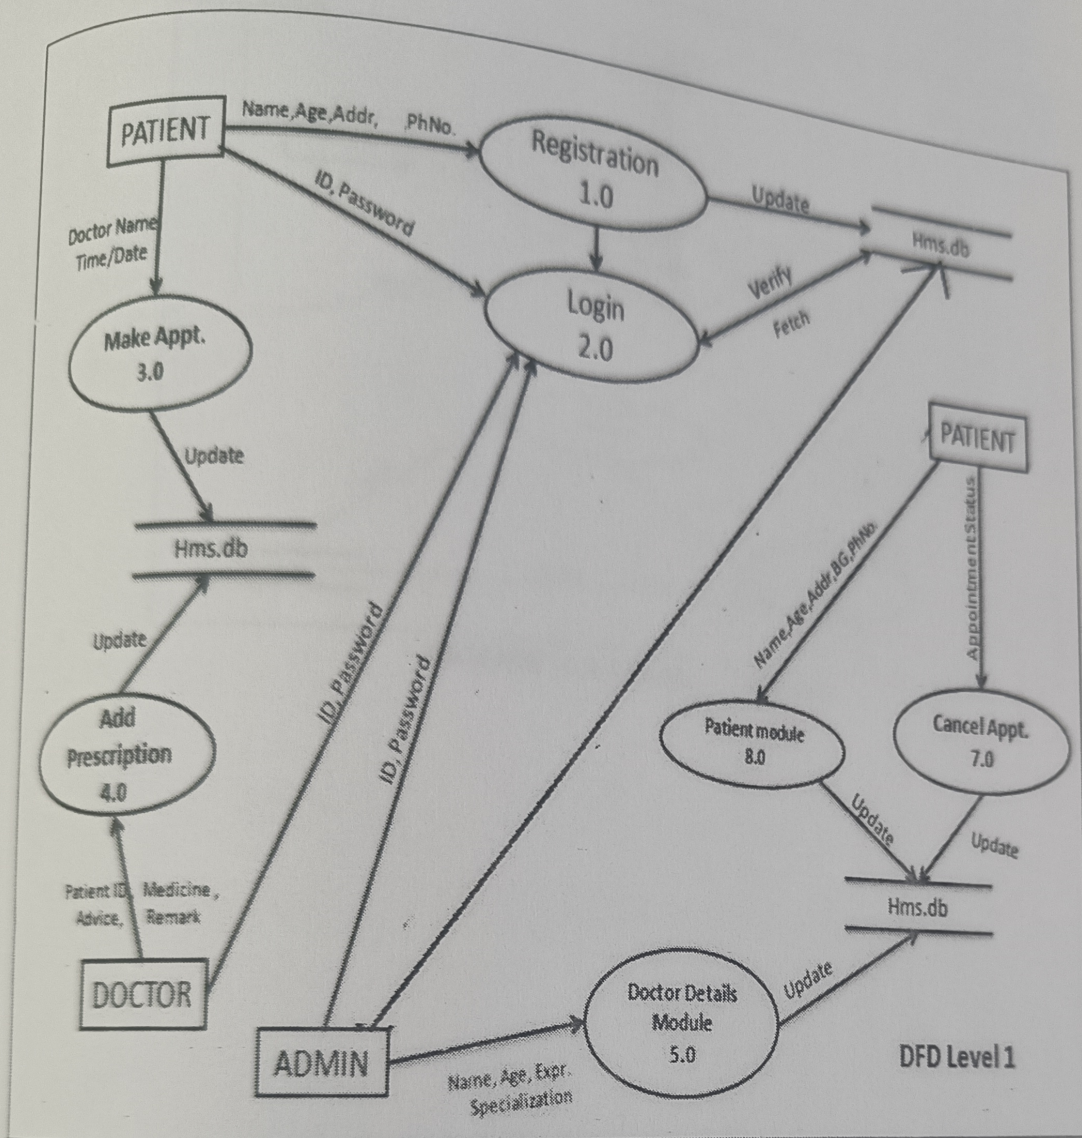 PATIENT
Name,Age,Addr, ,PhNo.
Registration
1.0
ID, Password
Update
Doctor Name
Time/Date
Hms.db
Login
2.0
Verify
Fetch
Make Appt.
3.0
Update
PATIENT
Hms.db
AppointmentStatus
Name,Age,Addr,BG,PhNo.
Update
ID, Password
ID, Password
Add
Prescription
4.0
Patient module
8.0
Cancel Appt.
7.0
Update
Update
Patient ID, Medicine,
Advice, Remark
Hms.db
DOCTOR
Doctor Details
Module
5.0
Update
ADMIN
Name, Age, Expr.
Specialization
DFD Level 1